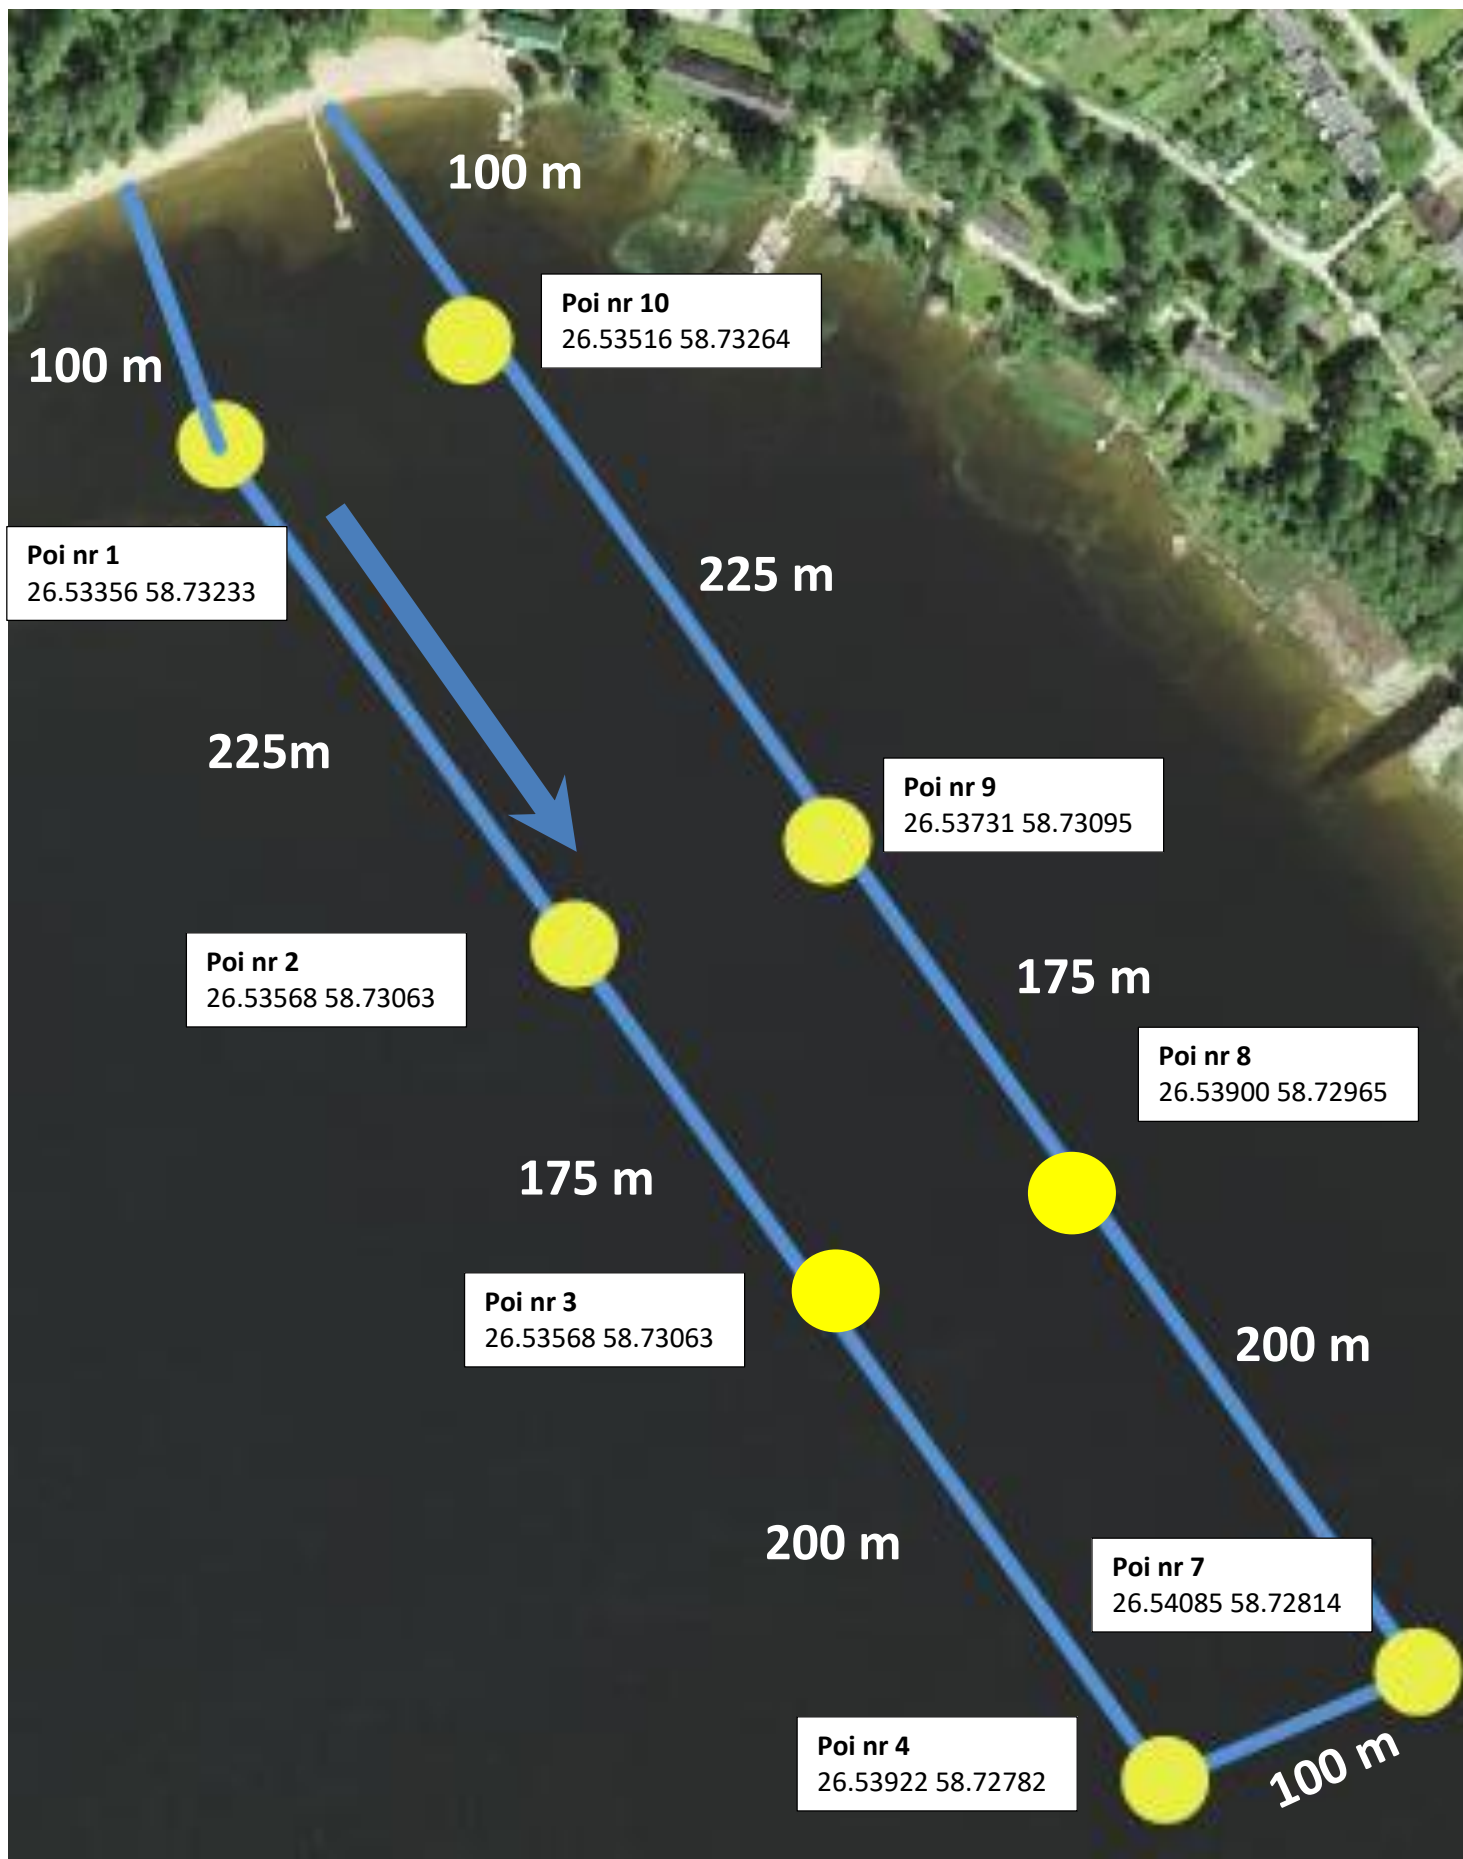 100 m
Poi nr 10
26.53516 58.73264
100 m
Poi nr 1
26.53356 58.73233
225 m
225m
Poi nr 9
26.53731 58.73095
Poi nr 2
26.53568 58.73063
175 m
Poi nr 8
26.53900 58.72965
175 m
Poi nr 3
26.53568 58.73063
200 m
200 m
Poi nr 7
26.54085 58.72814
Poi nr 4
26.53922 58.72782
100 m